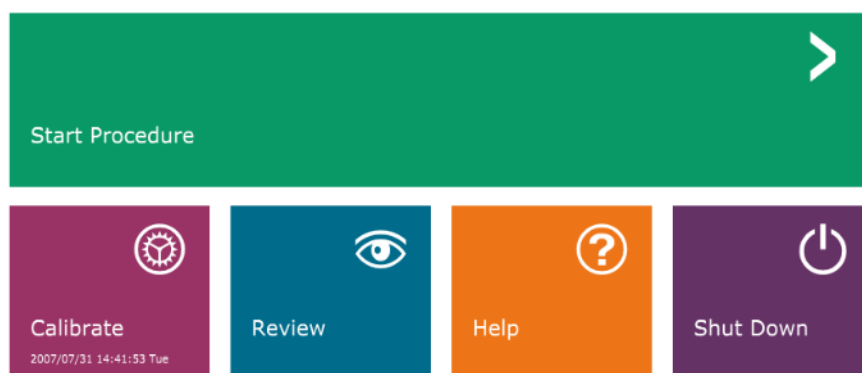 Start Procedure
Calibrate
2007/07/31 14:41:53 Tue
Review
Help
Shut Down